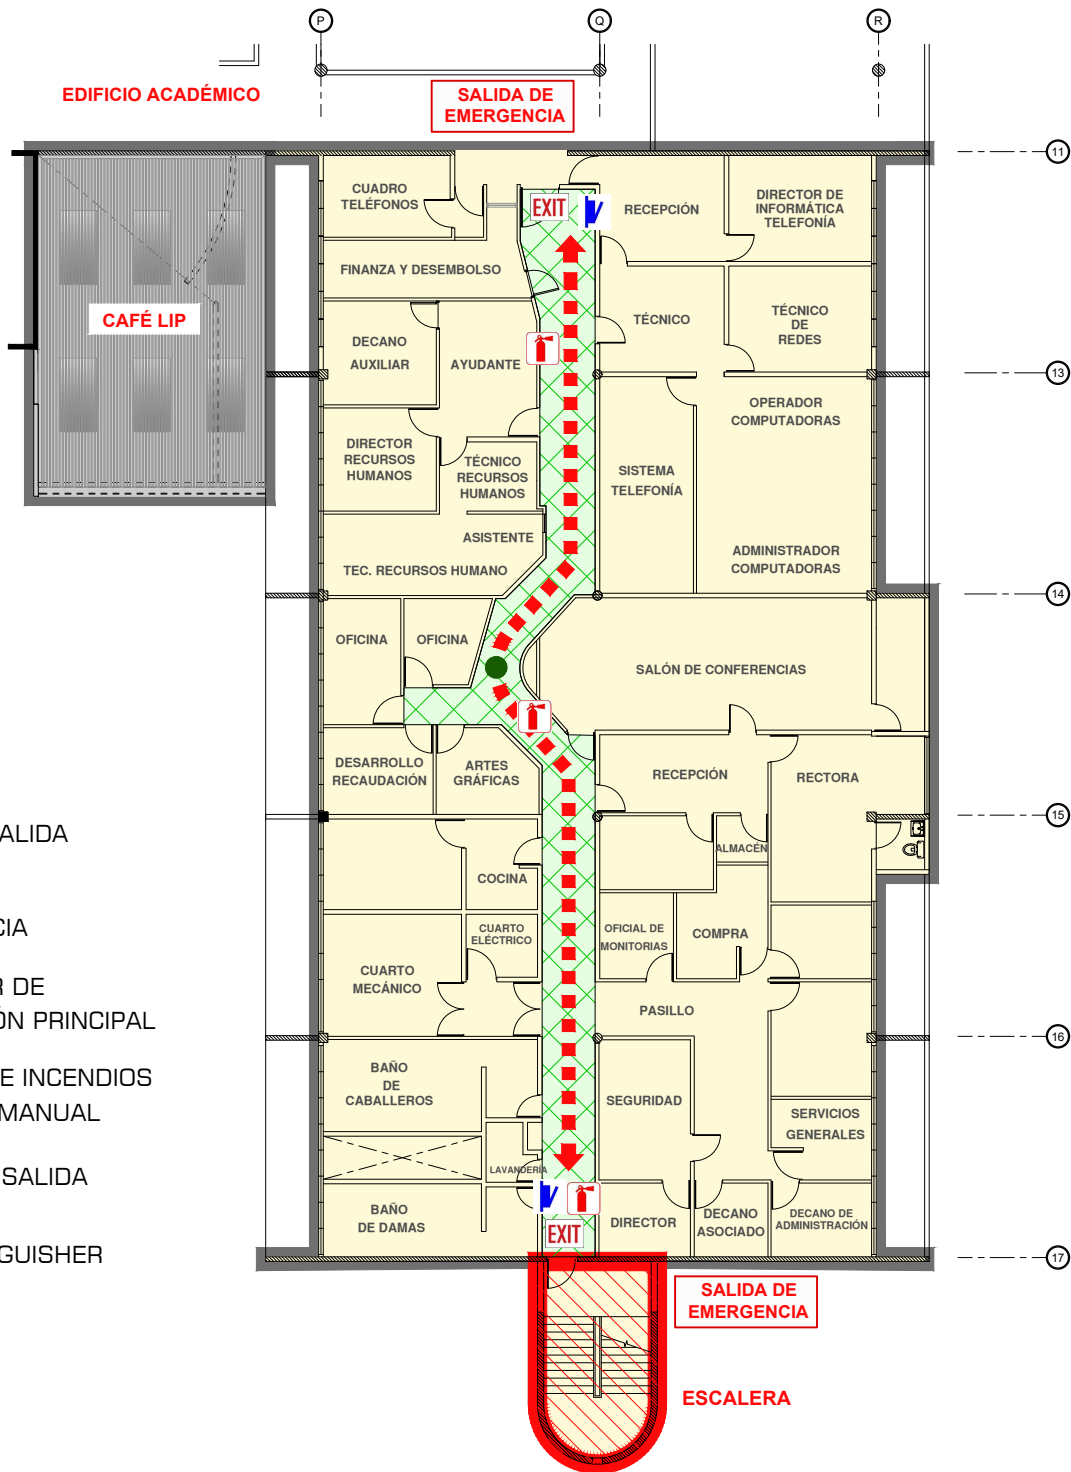 P
Q
R
EDIFICIO ACADÉMICO
SALIDA DE
EMERGENCIA
11
CUADRO
TELÉFONOS
EXIT
RECEPCIÓN
DIRECTOR DE
INFORMÁTICA
TELEFONÍA
FINANZA Y DESEMBOLSO
CAFÉ LIP
TÉCNICO
TÉCNICO
DE
REDES
DECANO
AUXILIAR
AYUDANTE
13
OPERADOR
COMPUTADORAS
DIRECTOR
RECURSOS
HUMANOS
TÉCNICO
RECURSOS
HUMANOS
SISTEMA
TELEFONÍA
ASISTENTE
TEC. RECURSOS HUMANO
ADMINISTRADOR
COMPUTADORAS
14
OFICINA
OFICINA
SALÓN DE CONFERENCIAS
DESARROLLO
RECAUDACIÓN
ARTES
GRÁFICAS
RECEPCIÓN
RECTORA
15
ALIDA
ALMACÉN
COCINA
CIA
CUARTO
ELÉCTRICO
OFICIAL DE
MONITORIAS
COMPRA
CUARTO
MECÁNICO
R DE
ÓN PRINCIPAL
PASILLO
16
E INCENDIOS
MANUAL
BAÑO
DE
CABALLEROS
SEGURIDAD
SERVICIOS
GENERALES
SALIDA
LAVANDERÍA
BAÑO
DE DAMAS
EXIT
DIRECTOR
DECANO
ASOCIADO
DECANO DE
ADMINISTRACIÓN
GUISHER
17
SALIDA DE
EMERGENCIA
ESCALERA